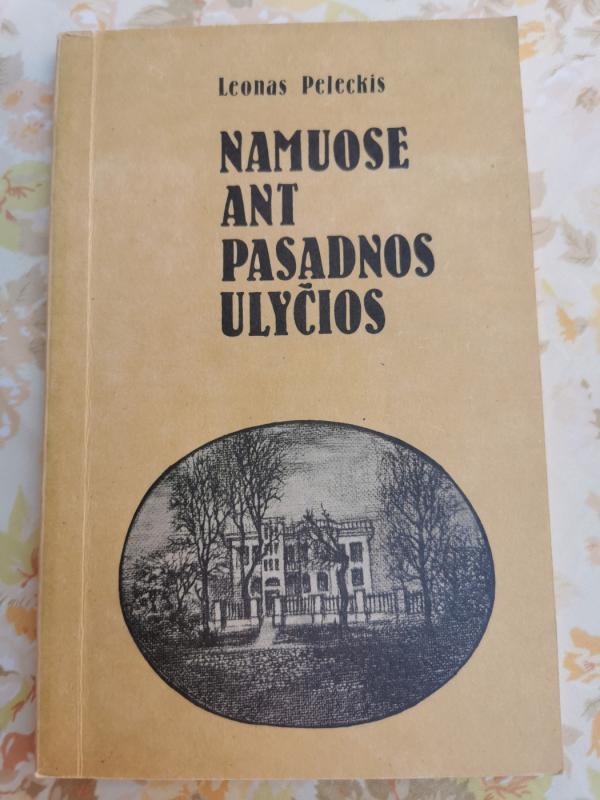 Leonas Peleckis
NAMUOSE
ANT
PASADNOS
ULYČIOS